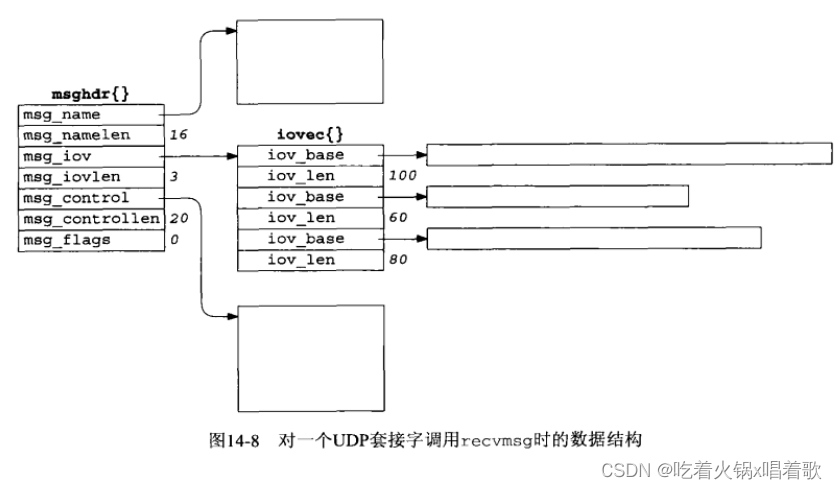 msghdr{}
msg_name
msg_namelen 16
msg_iov
msg_iovlen 3
msg_control
msg_controllen 20
msg_flags 0
iovec{}
iov_base
iov_len 100
iov_base
iov_len 60
iov_base
iov_len 80
图14-8 对一个UDP套接字调用recvmsg时的数据结构
CSDN @吃着火锅x唱着歌